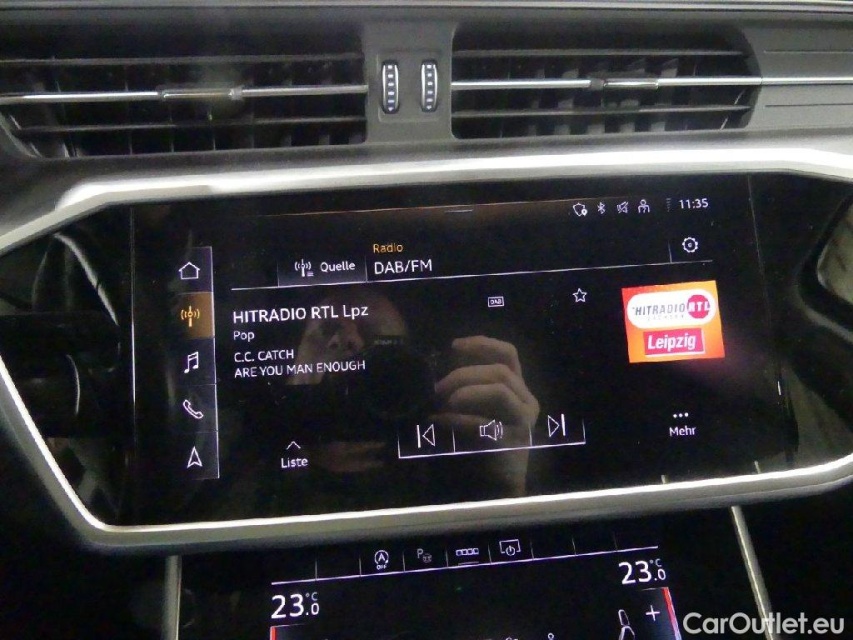 11:35
Radio
Quelle DAB/FM
HITRADIO RTL Lpz
DAB
Pop
C.C. CATCH
ARE YOU MAN ENOUGH
HITRADIO RTL
Leipzig
Liste
Mehr
A OFF
23.0 °C
23.0 °C
+
CarOutlet.eu